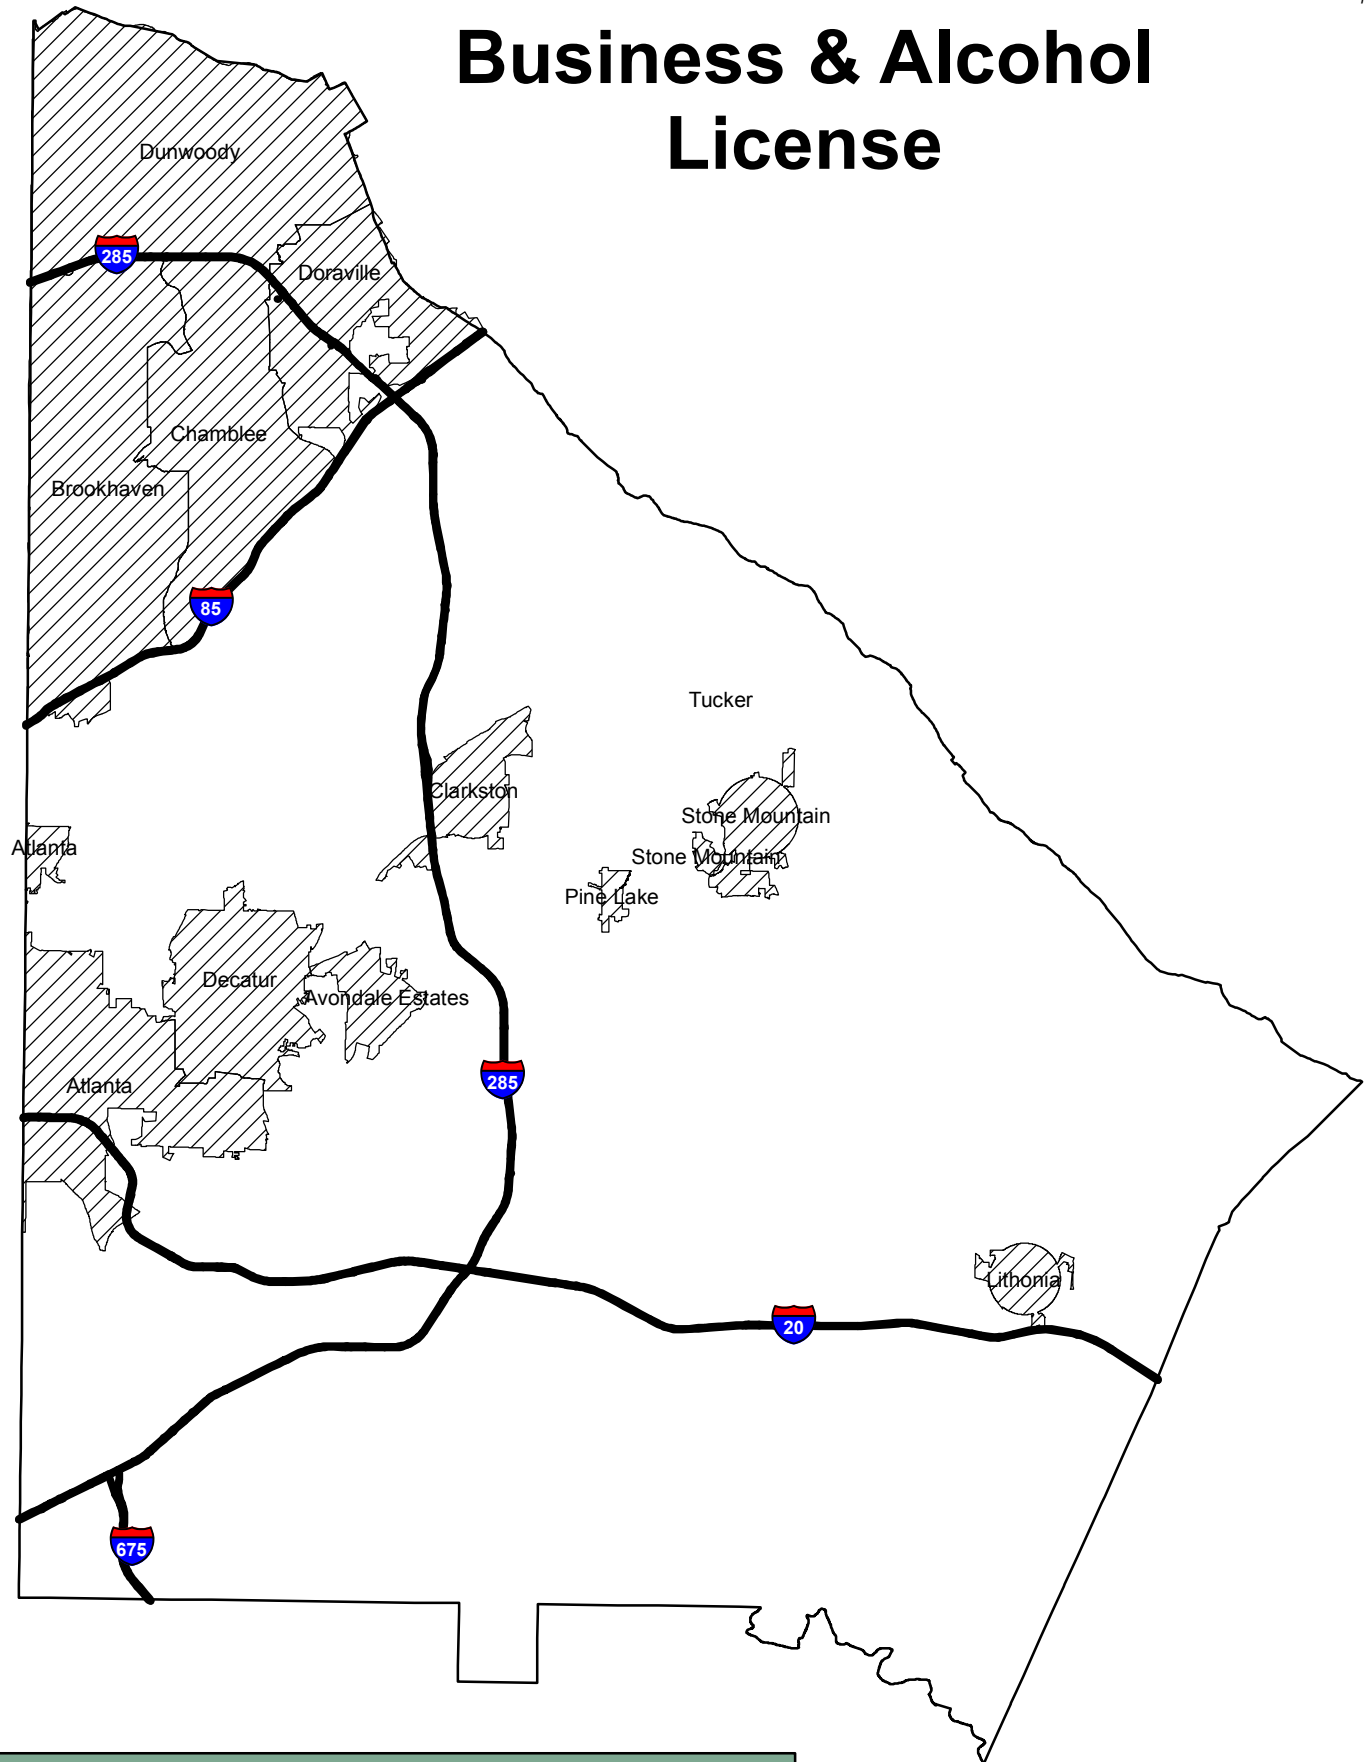 Business & Alcohol
License
Dunwoody
285
Doraville
Chamblee
Brookhaven
85
Tucker
Clarkston
Stone Mountain
Atlanta
Stone Mountain
Pine Lake
Decatur
Avondale Estates
285
Atlanta
Lithonia
20
675